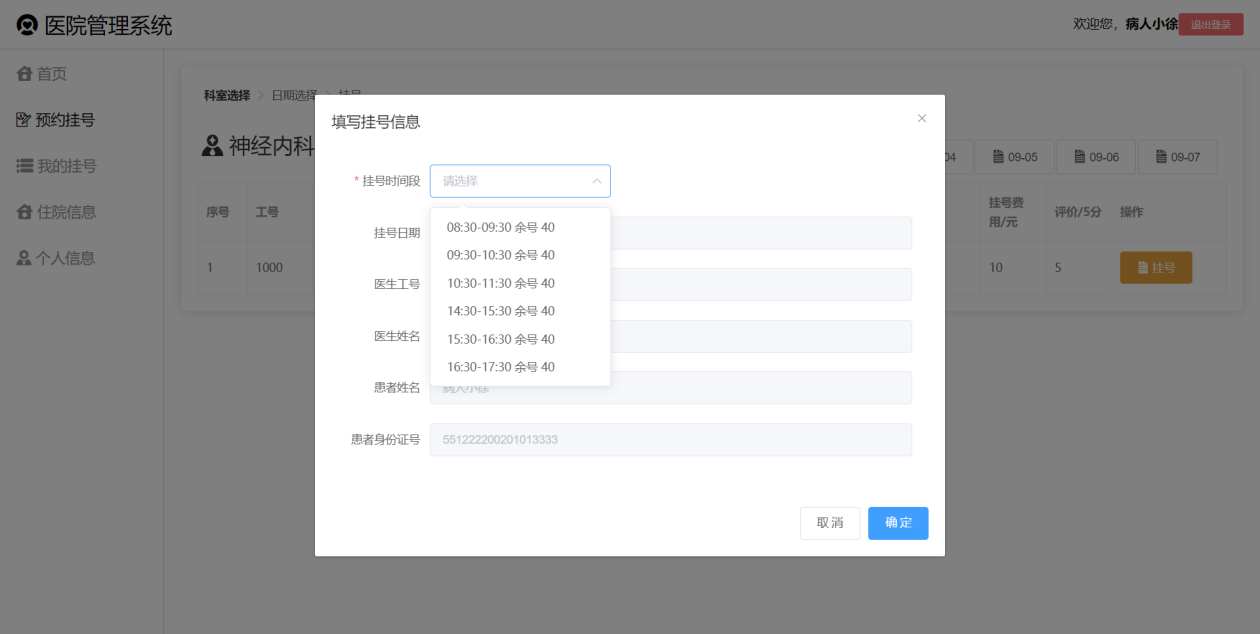 医院管理系统
欢迎您，病人小徐 退出登录
首页
预约挂号
我的挂号
住院信息
个人信息
科室选择 > 日期选择 > 挂号
神经内科
04 09-05 09-06 09-07
序号 工号 挂号费用/元 评价/5分 操作
1 1000 10 5 挂号
填写挂号信息
* 挂号时间段 请选择
08:30-09:30 余号 40
09:30-10:30 余号 40
10:30-11:30 余号 40
14:30-15:30 余号 40
15:30-16:30 余号 40
16:30-17:30 余号 40
挂号日期
医生工号
医生姓名
患者姓名 病人小徐
患者身份证号 551222200201013333
取消 确定